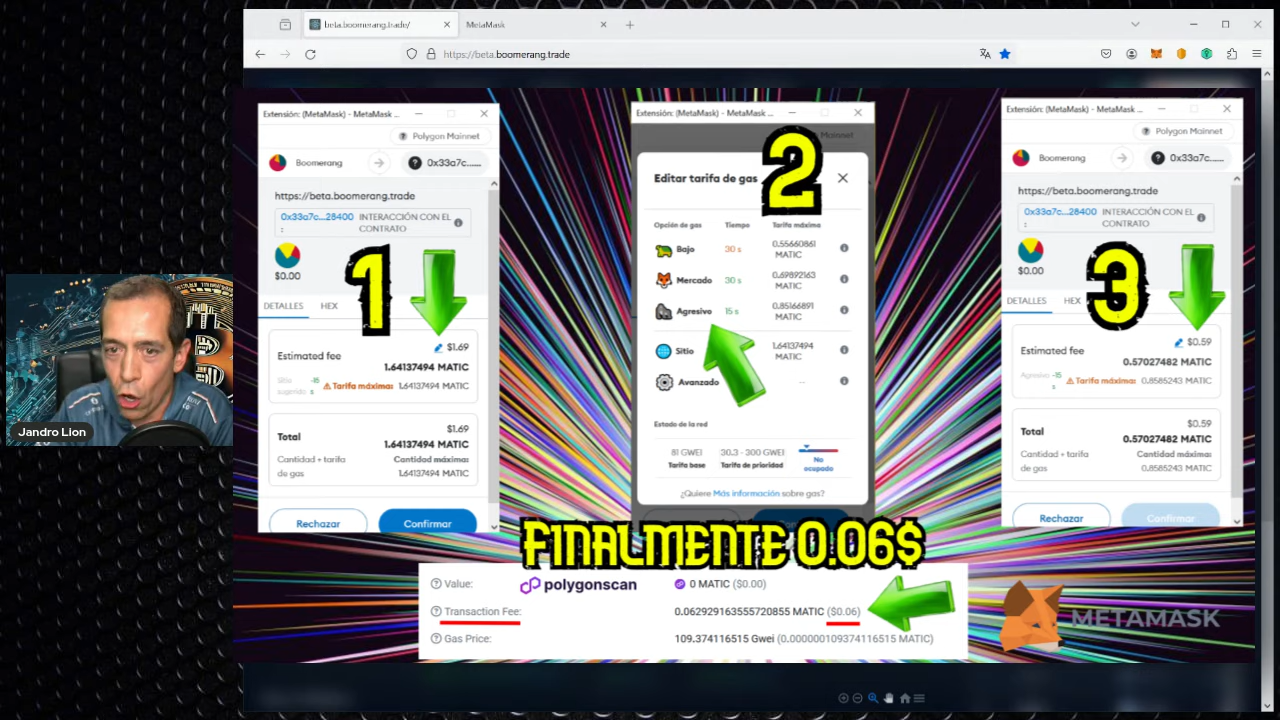 beta.boomerang.trade/
MetaMask
https://beta.boomerang.trade
Extensión: (MetaMask) - MetaMask ...
Polygon Mainnet
Boomerang
0x33a7c......
https://beta.boomerang.trade
0x33a7c...28400
:
INTERACCIÓN CON EL
CONTRATO
$0.00
1
DETALLES
HEX
$1.69
Estimated fee
1.64137494 MATIC
Sitio
sugerido
-15
s
Tarifa máxima:
1.64137494 MATIC
$1.69
Total
1.64137494 MATIC
Cantidad + tarifa
de gas
Cantidad máxima:
1.64137494 MATIC
Rechazar
Confirmar
Extensión: (MetaMask) - MetaMask ...
Mainnet
2
Editar tarifa de gas
Opción de gas
Tiempo
Tarifa máxima
Bajo
30 s
0.55660861
MATIC
Mercado
30 s
0.69892163
MATIC
Agresivo
15 s
0.85166891
MATIC
Sitio
1.64137494
MATIC
Avanzado
--
Estado de la red
81 GWEI
Tarifa base
30.3 - 300 GWEI
Tarifa de prioridad
No
ocupado
¿Quiere Más información sobre gas?
Extensión: (MetaMask) - MetaMask ...
Polygon Mainnet
Boomerang
0x33a7c......
https://beta.boomerang.trade
0x33a7c...28400
:
INTERACCIÓN CON EL
CONTRATO
$0.00
3
DETALLES
HEX
$0.59
Estimated fee
0.57027482 MATIC
Agresivo
-15
s
Tarifa máxima:
0.8585243 MATIC
$0.59
Total
0.57027482 MATIC
Cantidad + tarifa
de gas
Cantidad máxima:
0.8585243 MATIC
Rechazar
Confirmar
Jandro Lion
FINALMENTE 0.06$
Value:
polygonscan
0 MATIC ($0.00)
Transaction Fee:
0.062929163555720855 MATIC ($0.06)
Gas Price:
109.374116515 Gwei (0.000000109374116515 MATIC)
METAMASK